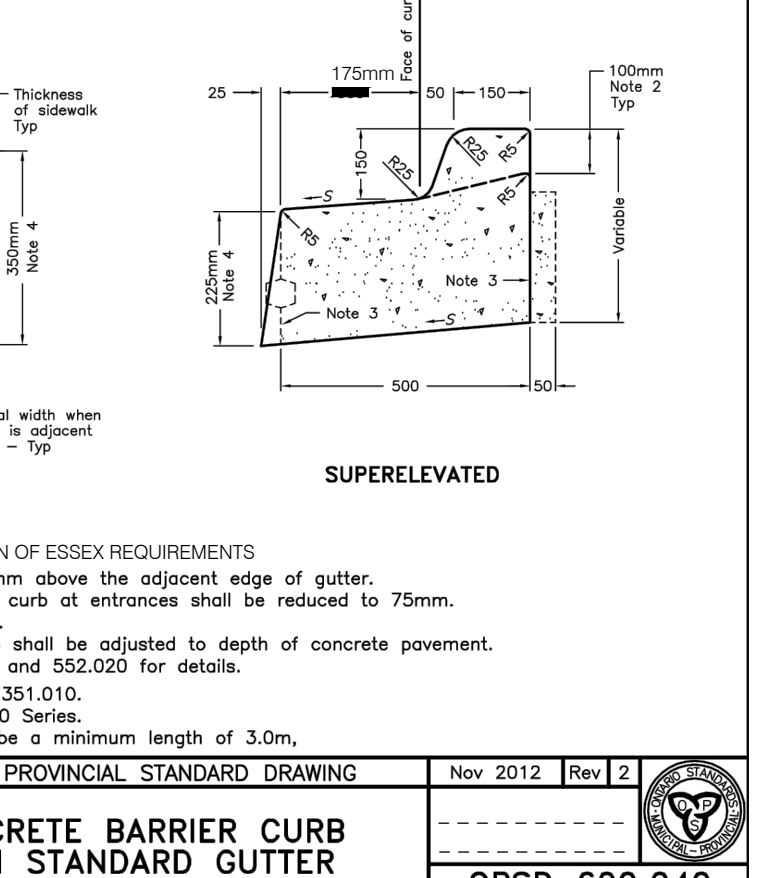 Face of cur
Thickness
of sidewalk
Typ
25
175mm
50
150
100mm
Note 2
Typ
150
R25
R25
R5
S
R5
R5
350mm
Note 4
225mm
Note 4
Note 3
Note 3
S
Variable
500
50
al width when
is adjacent
– Typ
SUPERELEVATED
N OF ESSEX REQUIREMENTS
mm above the adjacent edge of gutter.
curb at entrances shall be reduced to 75mm.
shall be adjusted to depth of concrete pavement.
and 552.020 for details.
351.010.
0 Series.
be a minimum length of 3.0m,
PROVINCIAL STANDARD DRAWING
Nov 2012
Rev
2
CRETE BARRIER CURB
STANDARD GUTTER
ONTARIO STANDARDS
MUNICIPAL – PROVINCIAL
O P
S